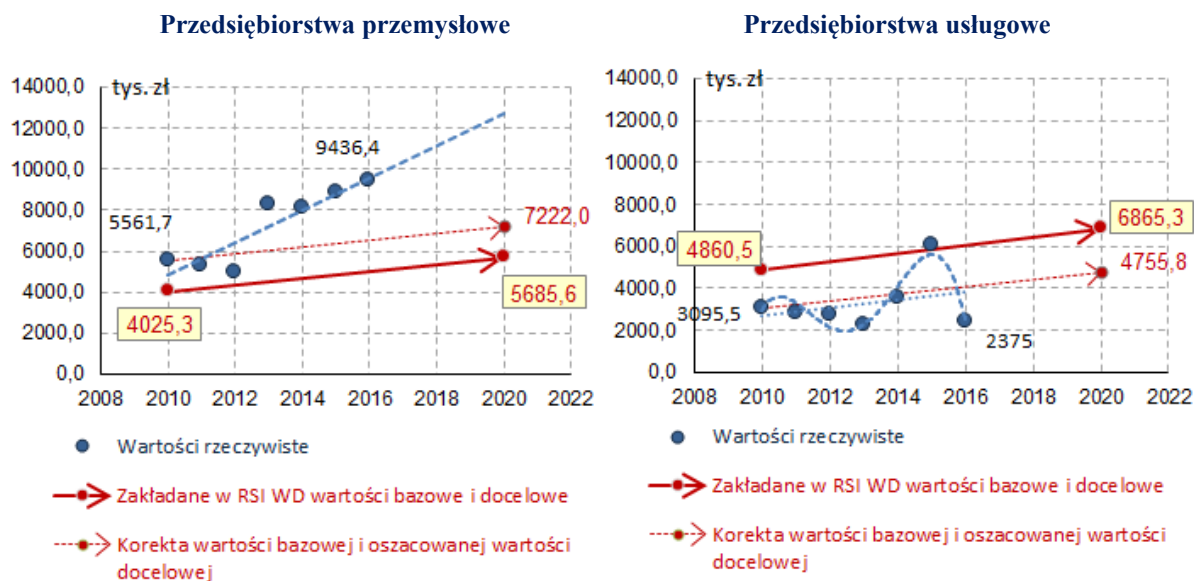 Przedsiębiorstwa przemysłowe
14000,0
12000,0
10000,0
8000,0
6000,0
4000,0
2000,0
0,0
tys. zł
9436,4
5561,7
7222,0
4025,3
5685,6
2008 2010 2012 2014 2016 2018 2020 2022
Wartości rzeczywiste
Zakładane w RSI WD wartości bazowe i docelowe
Korekta wartości bazowej i oszacowanej wartości
docelowej
Przedsiębiorstwa usługowe
14000,0
12000,0
10000,0
8000,0
6000,0
4000,0
2000,0
0,0
tys. zł
6865,3
4860,5
4755,8
3095,5
2375
2008 2010 2012 2014 2016 2018 2020 2022
Wartości rzeczywiste
Zakładane w RSI WD wartości bazowe i docelowe
Korekta wartości bazowej i oszacowanej wartości
docelowej